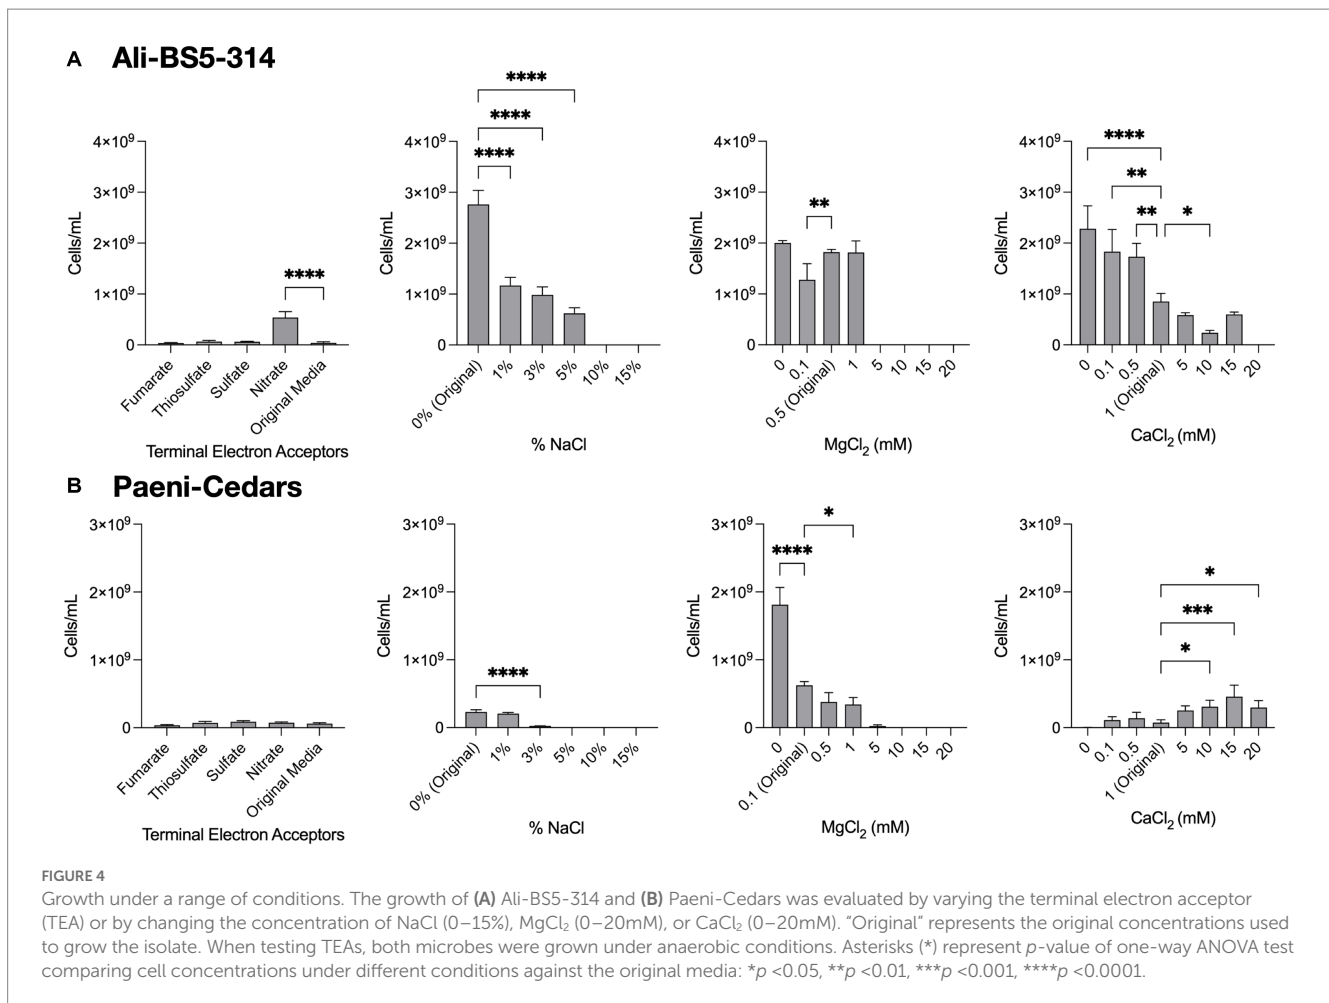 A Ali-BS5-314
Cells/mL
4×10⁹
3×10⁹
2×10⁹
1×10⁹
0
****
Fumarate
Thiosulfate
Sulfate
Nitrate
Original Media
Terminal Electron Acceptors
Cells/mL
4×10⁹
3×10⁹
2×10⁹
1×10⁹
0
****
****
****
0% (Original)
1%
3%
5%
10%
15%
% NaCl
Cells/mL
4×10⁹
3×10⁹
2×10⁹
1×10⁹
0
**
0
0.1
0.5 (Original)
1
5
10
15
20
MgCl₂ (mM)
Cells/mL
4×10⁹
3×10⁹
2×10⁹
1×10⁹
0
****
**
** *
0
0.1
0.5
1 (Original)
5
10
15
20
CaCl₂ (mM)
B Paeni-Cedars
Cells/mL
3×10⁹
2×10⁹
1×10⁹
0
Fumarate
Thiosulfate
Sulfate
Nitrate
Original Media
Terminal Electron Acceptors
Cells/mL
3×10⁹
2×10⁹
1×10⁹
0
****
0% (Original)
1%
3%
5%
10%
15%
% NaCl
Cells/mL
3×10⁹
2×10⁹
1×10⁹
0
*
****
0
0.1 (Original)
0.5
1
5
10
15
20
MgCl₂ (mM)
Cells/mL
3×10⁹
2×10⁹
1×10⁹
0
*
***
*
0
0.1
0.5
1 (Original)
5
10
15
20
CaCl₂ (mM)
FIGURE 4
Growth under a range of conditions. The growth of (A) Ali-BS5-314 and (B) Paeni-Cedars was evaluated by varying the terminal electron acceptor
(TEA) or by changing the concentration of NaCl (0–15%), MgCl₂ (0–20mM), or CaCl₂ (0–20mM). “Original” represents the original concentrations used
to grow the isolate. When testing TEAs, both microbes were grown under anaerobic conditions. Asterisks (*) represent p-value of one-way ANOVA test
comparing cell concentrations under different conditions against the original media: *p <0.05, **p <0.01, ***p <0.001, ****p <0.0001.